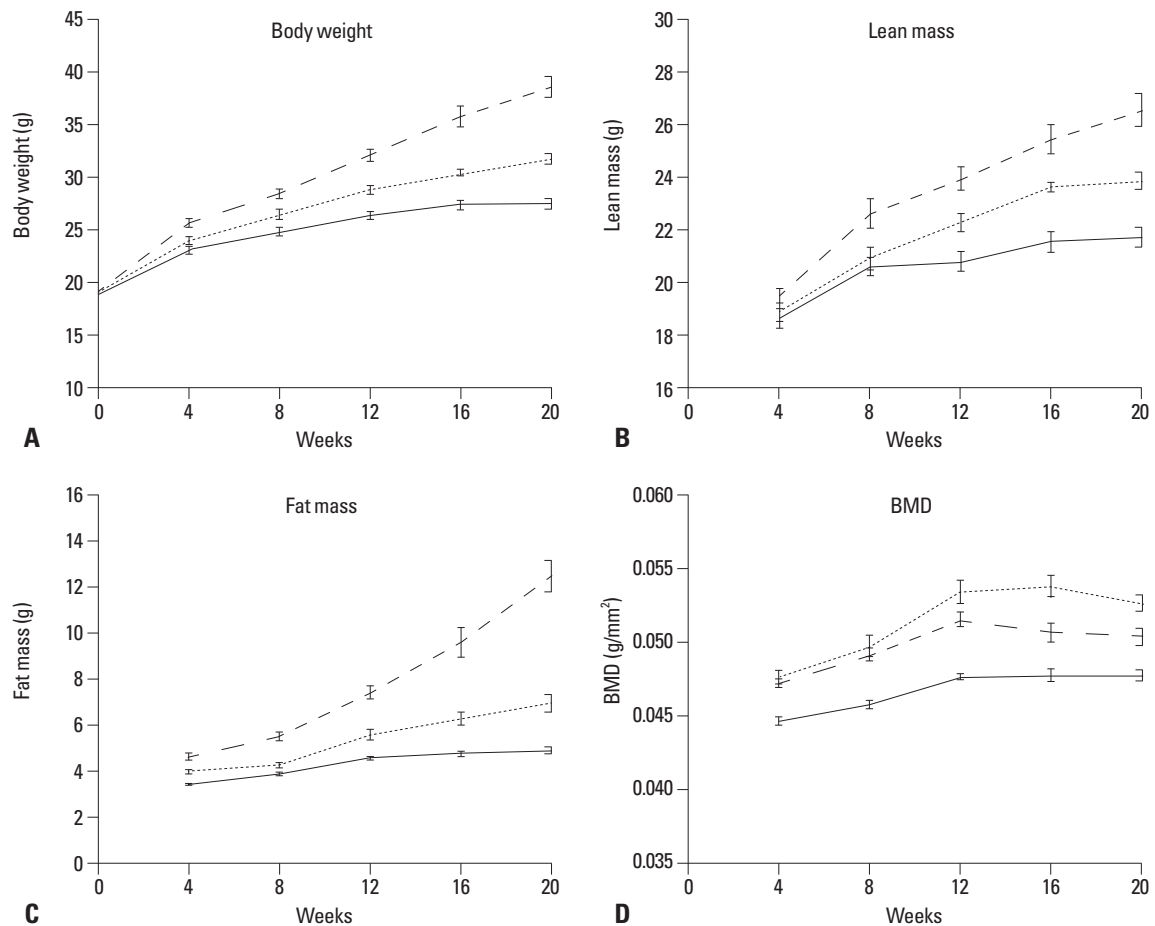 Body weight
45
40
35
30
25
20
15
10
Body weight (g)
0 4 8 12 16 20
Weeks
A
Lean mass
30
28
26
24
22
20
18
16
Lean mass (g)
0 4 8 12 16 20
Weeks
B
Fat mass
16
14
12
10
8
6
4
2
0
Fat mass (g)
0 4 8 12 16 20
Weeks
C
BMD
0.060
0.055
0.050
0.045
0.040
0.035
BMD (g/mm²)
0 4 8 12 16 20
Weeks
D